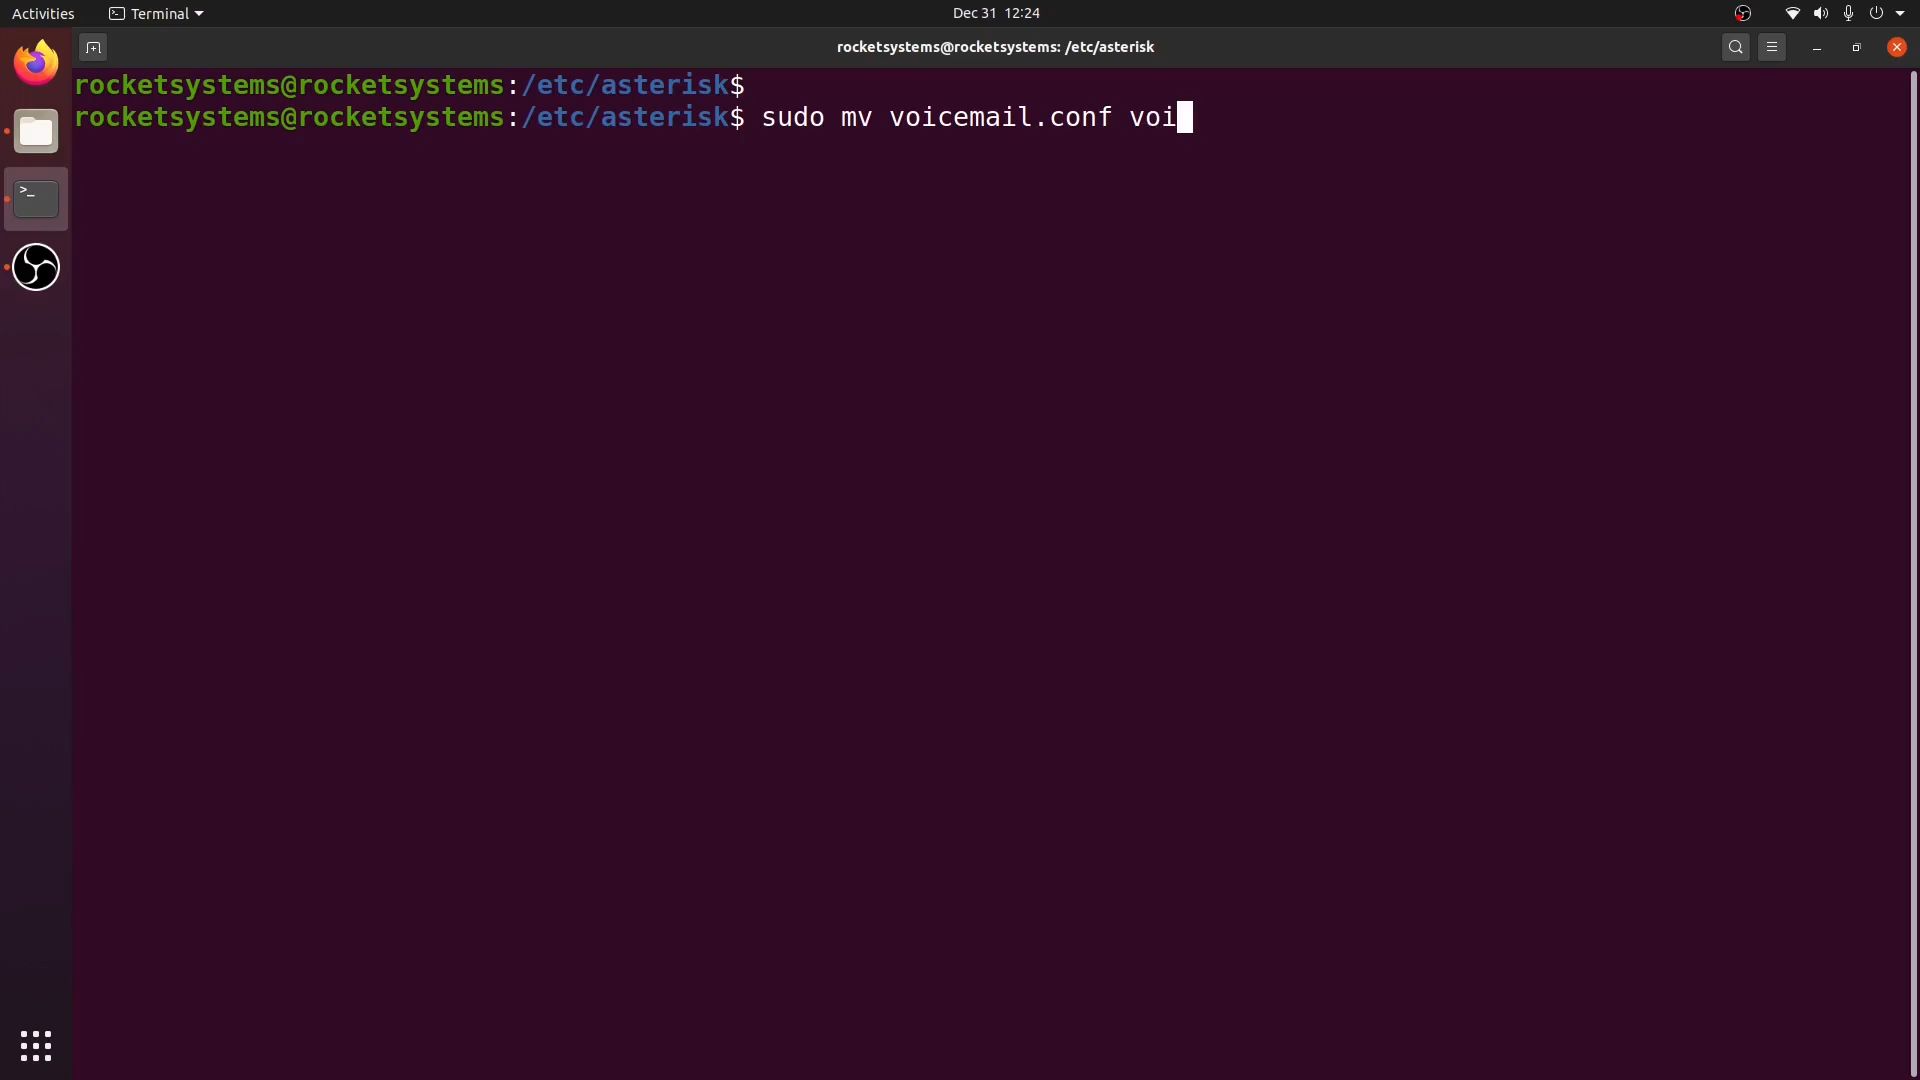 Activities
Terminal
Dec 31 12:24
rocketsystems@rocketsystems: /etc/asterisk
rocketsystems@rocketsystems:/etc/asterisk$
rocketsystems@rocketsystems:/etc/asterisk$ sudo mv voicemail.conf voi